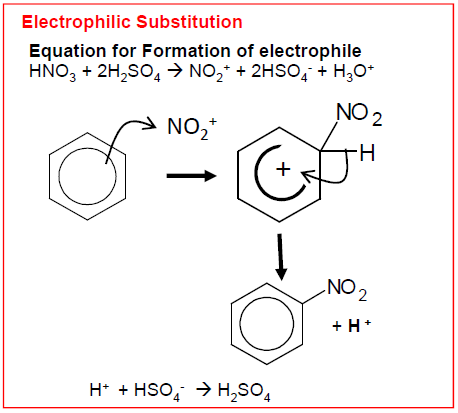 Electrophilic Substitution
Equation for Formation of electrophile
HNO₃ + 2H₂SO₄ → NO₂⁺ + 2HSO₄⁻ + H₃O⁺
NO₂⁺
NO₂
H
+
NO₂
+ H⁺
H⁺ + HSO₄⁻ → H₂SO₄